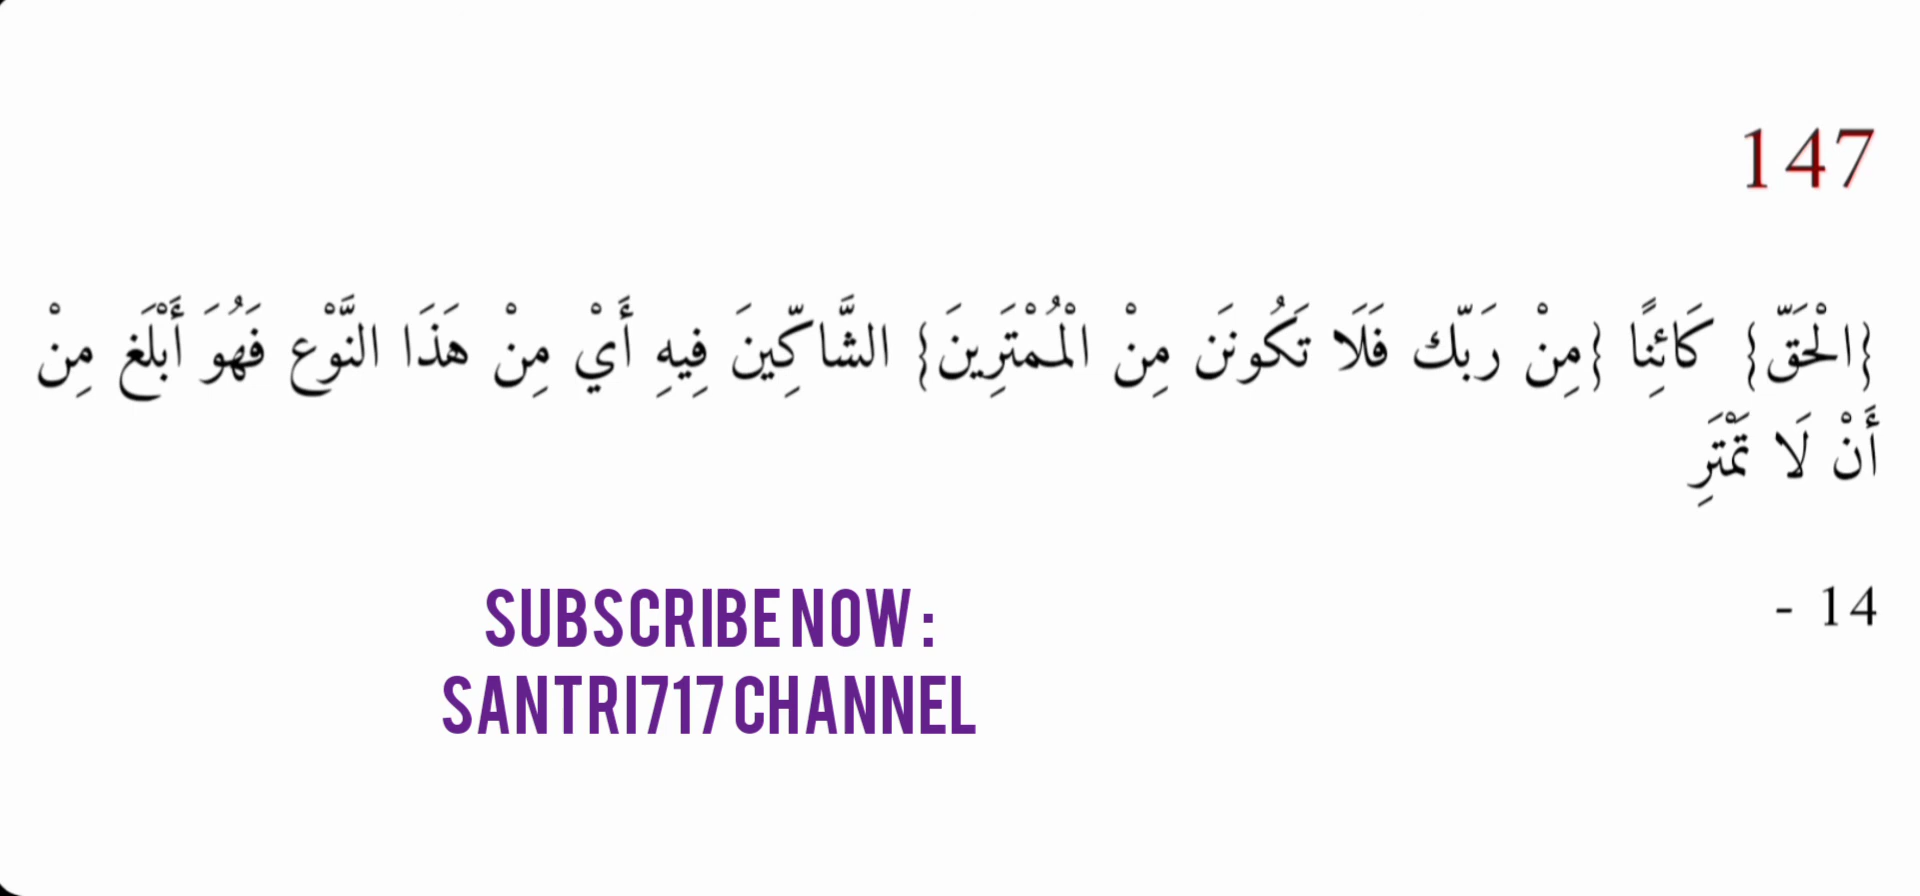 147
{الْحَقّ} كَائِنًا {مِنْ رَبّك فَلَا تَكُونَن مِنْ الْمُمْتَرِينَ} الشَّاكِّينَ فِيهِ أَيْ مِنْ هَذَا النَّوْع فَهُوَ أَبْلَغ مِنْ
أَنْ لَا تَمْتَرِ
- 14
SUBSCRIBE NOW :
SANTRI717 CHANNEL